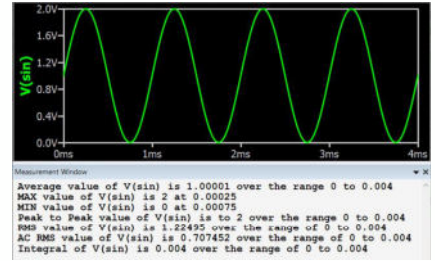 2.0V
1.6V
1.2V
0.8V
0.4V
0.0V
V(sin)
0ms 1ms 2ms 3ms 4ms
Measurement Window
Average value of V(sin) is 1.00001 over the range 0 to 0.004
MAX value of V(sin) is 2 at 0.00025
MIN value of V(sin) is 0 at 0.00075
Peak to Peak value of V(sin) is to 2 over the range 0 to 0.004
RMS value of V(sin) is 1.22495 over the range of 0 to 0.004
AC RMS value of V(sin) is 0.707452 over the range of 0 to 0.004
Integral of V(sin) is 0.004 over the range of 0 to 0.004